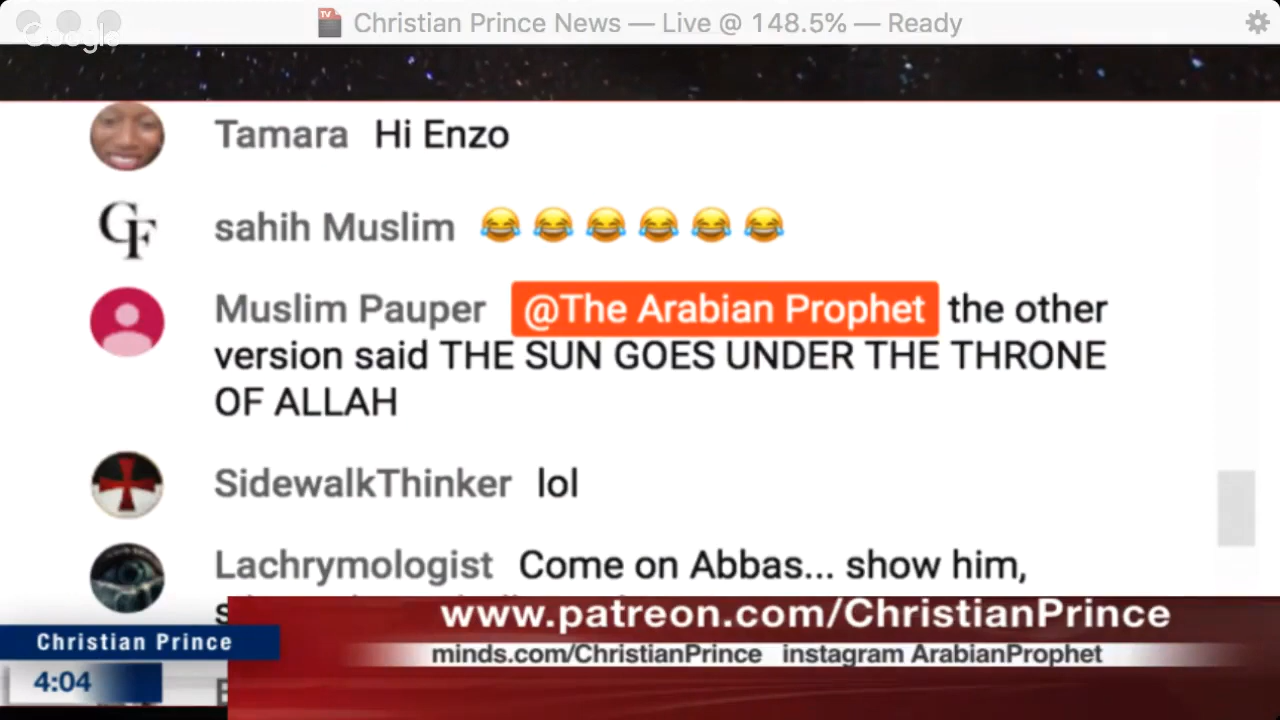 Christian Prince News — Live @ 148.5% — Ready
Google
Tamara Hi Enzo
GF
sahih Muslim 😂 😂 😂 😂 😂 😂
Muslim Pauper @The Arabian Prophet the other
version said THE SUN GOES UNDER THE THRONE
OF ALLAH
SidewalkThinker lol
Lachrymologist Come on Abbas... show him,
www.patreon.com/ChristianPrince
Christian Prince
minds.com/ChristianPrince instagram ArabianProphet
4:04